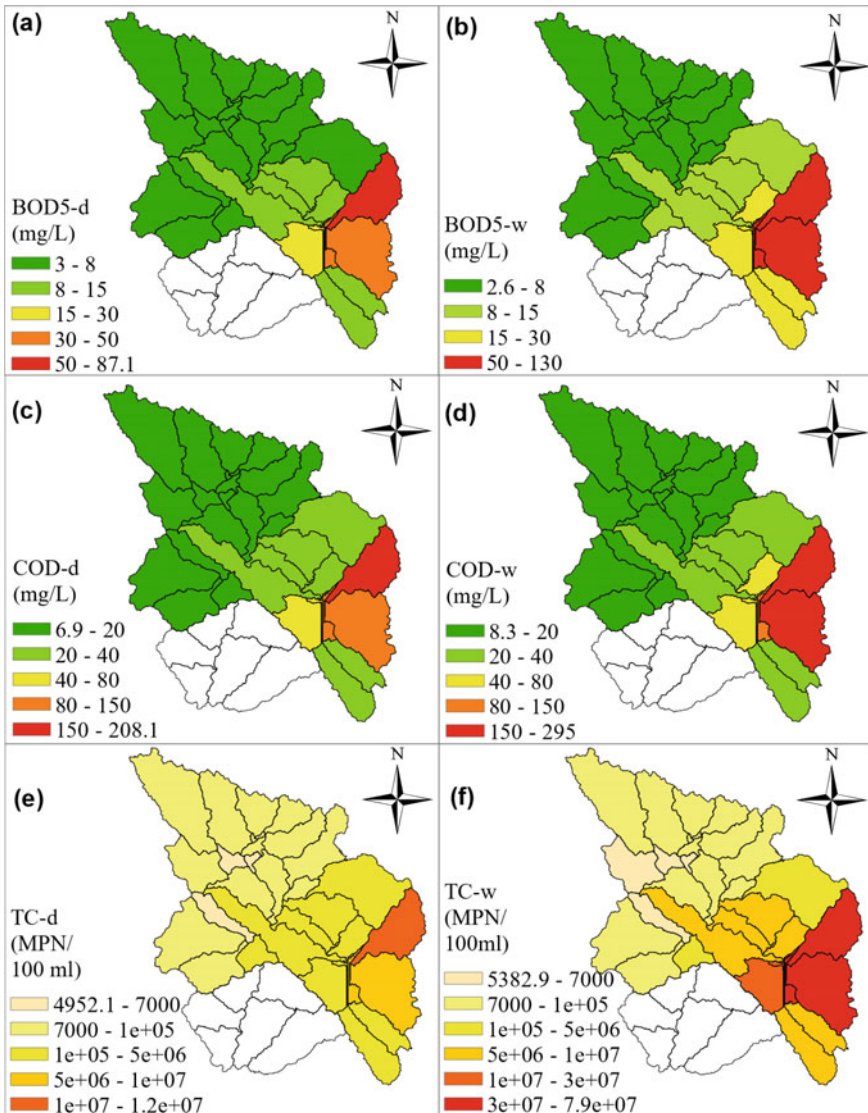 (a)
N
BOD5-d
(mg/L)
3 - 8
8 - 15
15 - 30
30 - 50
50 - 87.1
(b)
N
BOD5-w
(mg/L)
2.6 - 8
8 - 15
15 - 30
50 - 130
(c)
N
COD-d
(mg/L)
6.9 - 20
20 - 40
40 - 80
80 - 150
150 - 208.1
(d)
N
COD-w
(mg/L)
8.3 - 20
20 - 40
40 - 80
80 - 150
150 - 295
(e)
N
TC-d
(MPN/
100 ml)
4952.1 - 7000
7000 - 1e+05
1e+05 - 5e+06
5e+06 - 1e+07
1e+07 - 1.2e+07
(f)
N
TC-w
(MPN/
100ml)
5382.9 - 7000
7000 - 1e+05
1e+05 - 5e+06
5e+06 - 1e+07
1e+07 - 3e+07
3e+07 - 7.9e+07